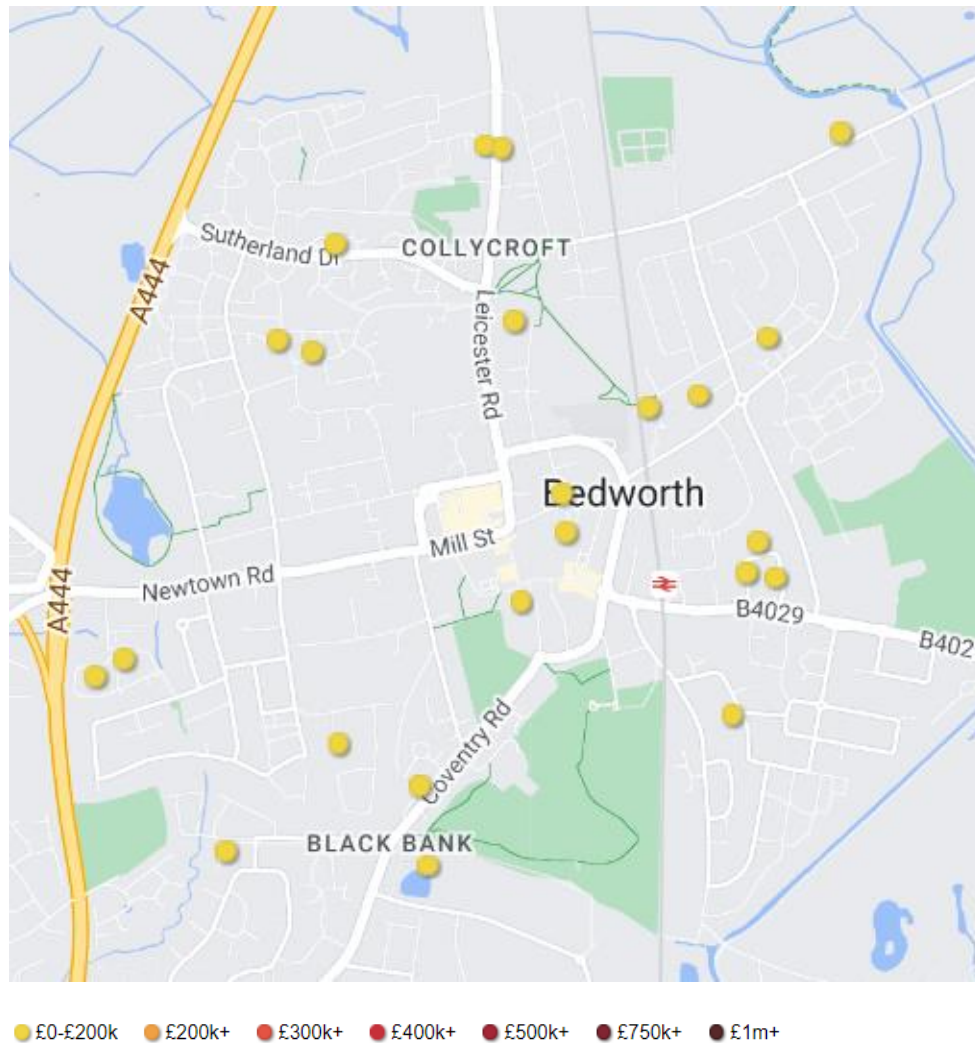 Sutherland Dr
COLLYCROFT
A444
Leicester Rd
Bedworth
Mill St
Newtown Rd
A444
B4029
B402
Coventry Rd
BLACK BANK
£0-£200k £200k+ £300k+ £400k+ £500k+ £750k+ £1m+